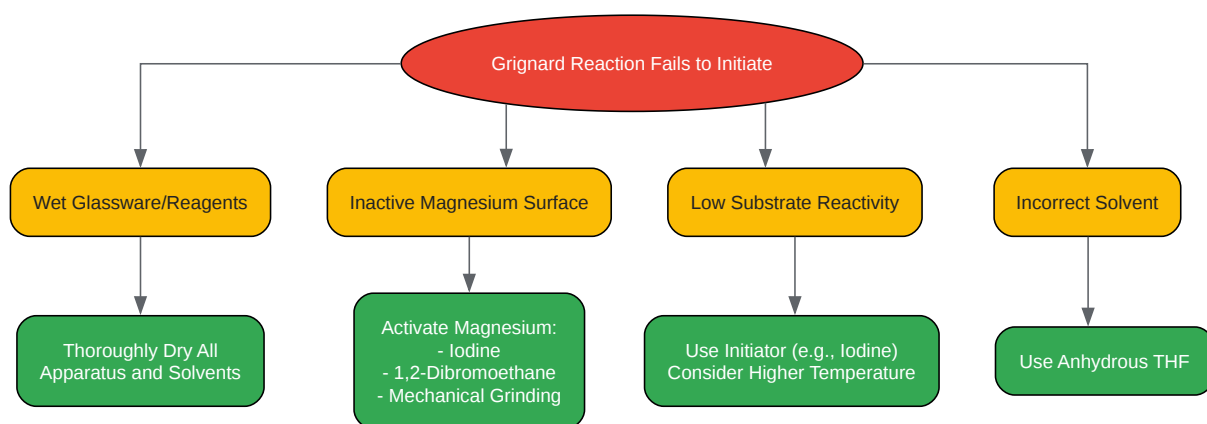 Grignard Reaction Fails to Initiate
Wet Glassware/Reagents
Inactive Magnesium Surface
Low Substrate Reactivity
Incorrect Solvent
Thoroughly Dry All
Apparatus and Solvents
Activate Magnesium:
- Iodine
- 1,2-Dibromoethane
- Mechanical Grinding
Use Initiator (e.g., Iodine)
Consider Higher Temperature
Use Anhydrous THF